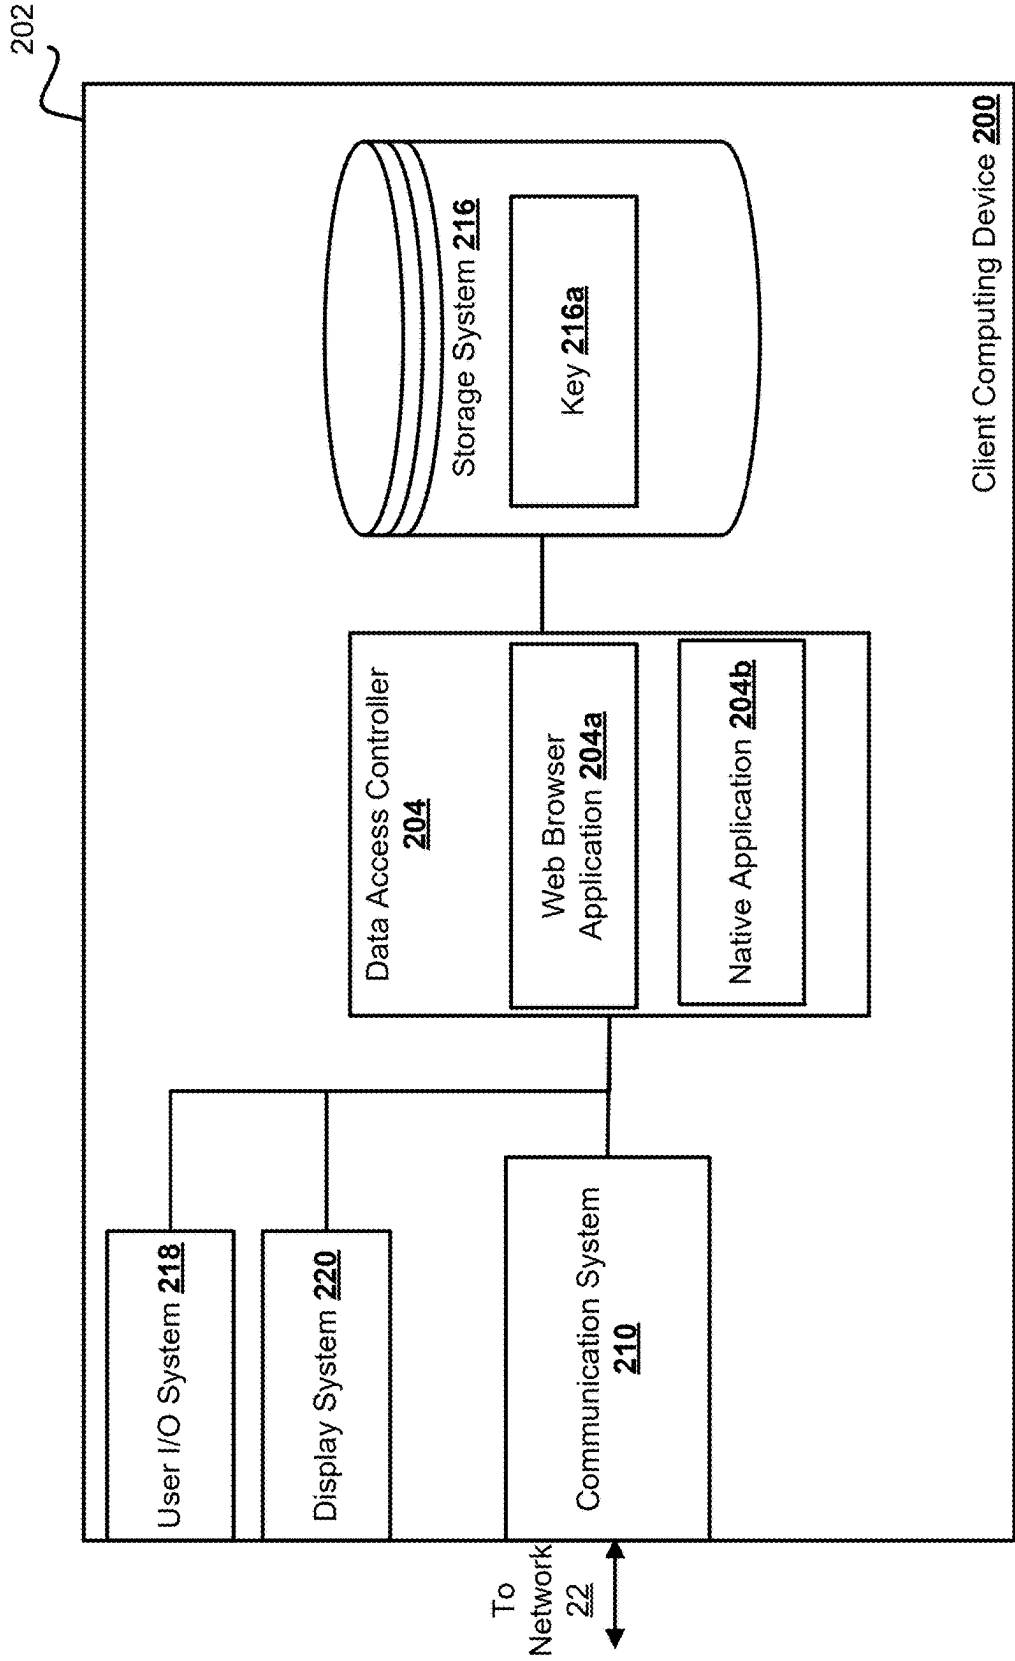 202
User I/O System 218
Display System 220
To
Network
22
Communication System
210
Data Access Controller
204
Web Browser
Application 204a
Native Application 204b
Storage System 216
Key 216a
Client Computing Device 200